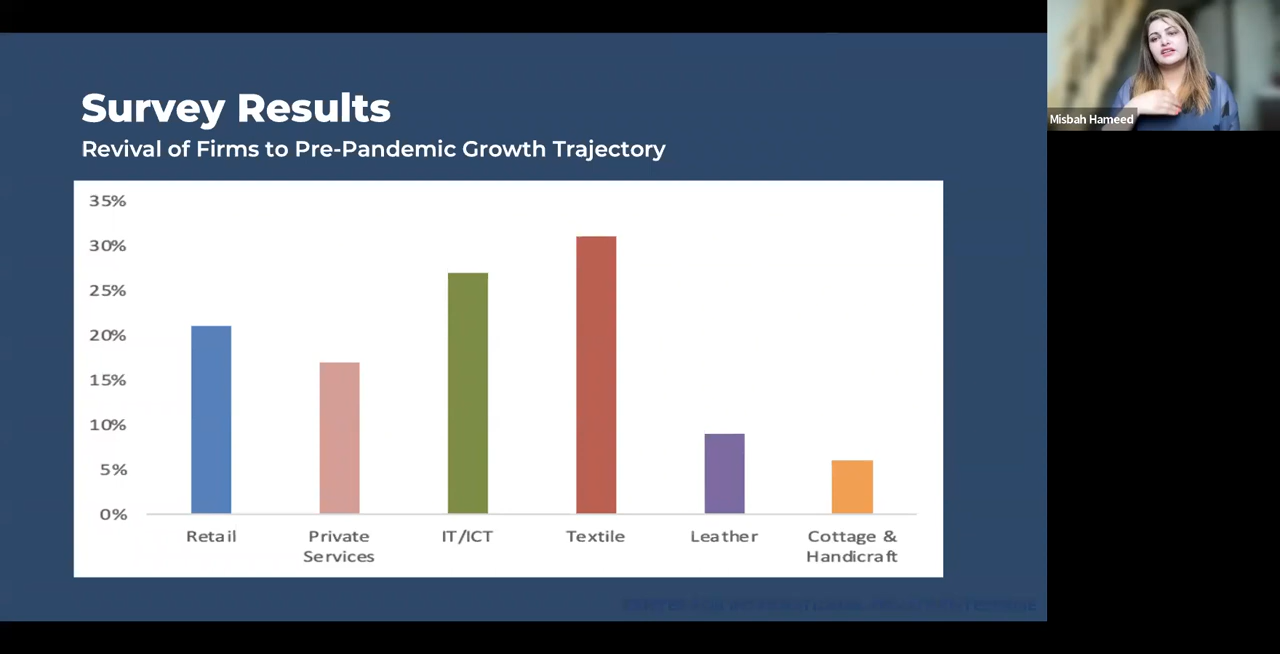 Survey Results
Revival of Firms to Pre-Pandemic Growth Trajectory
35%
30%
25%
20%
15%
10%
5%
0%
Retail
Private
Services
IT/ICT
Textile
Leather
Cottage &
Handicraft
Misbah Hameed